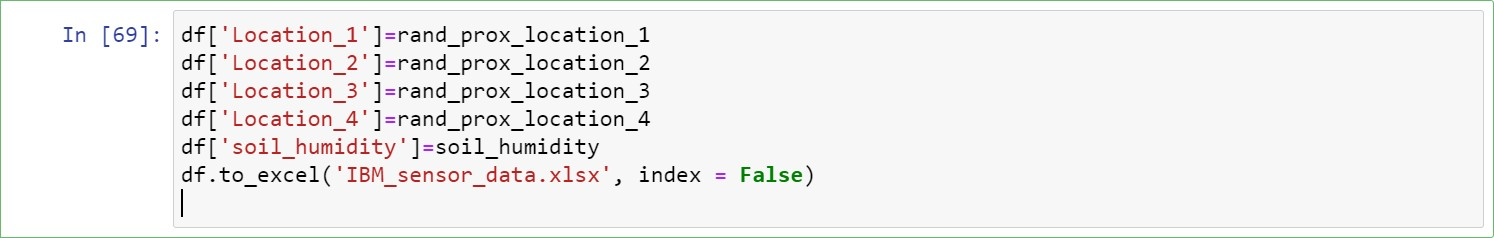 In [69]: df['Location_1']=rand_prox_location_1
df['Location_2']=rand_prox_location_2
df['Location_3']=rand_prox_location_3
df['Location_4']=rand_prox_location_4
df['soil_humidity']=soil_humidity
df.to_excel('IBM_sensor_data.xlsx', index = False)